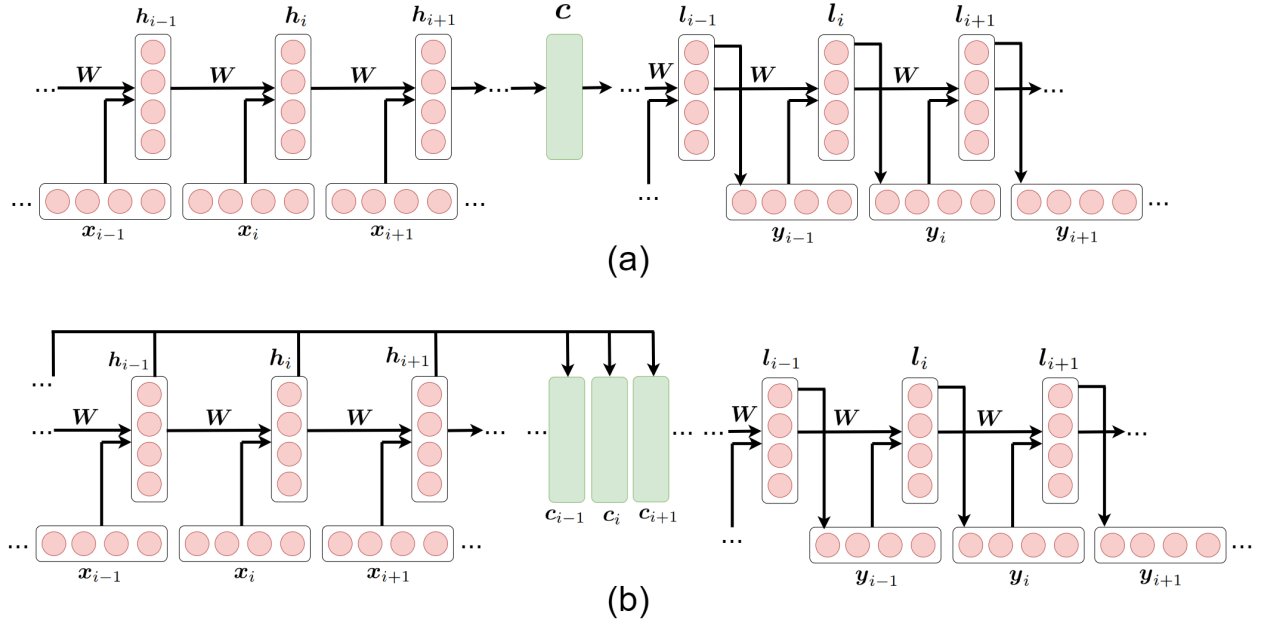 h_{i-1} h_i h_{i+1} c l_{i-1} l_i l_{i+1}
... W W W ... ... ... W W W ...
... ... ... ...
x_{i-1} x_i x_{i+1} y_{i-1} y_i y_{i+1}
(a)
h_{i-1} h_i h_{i+1} l_{i-1} l_i l_{i+1}
...
... W W W ... ... ... ... W W W ...
c_{i-1} c_i c_{i+1}
... ... ... ...
x_{i-1} x_i x_{i+1} y_{i-1} y_i y_{i+1}
(b)